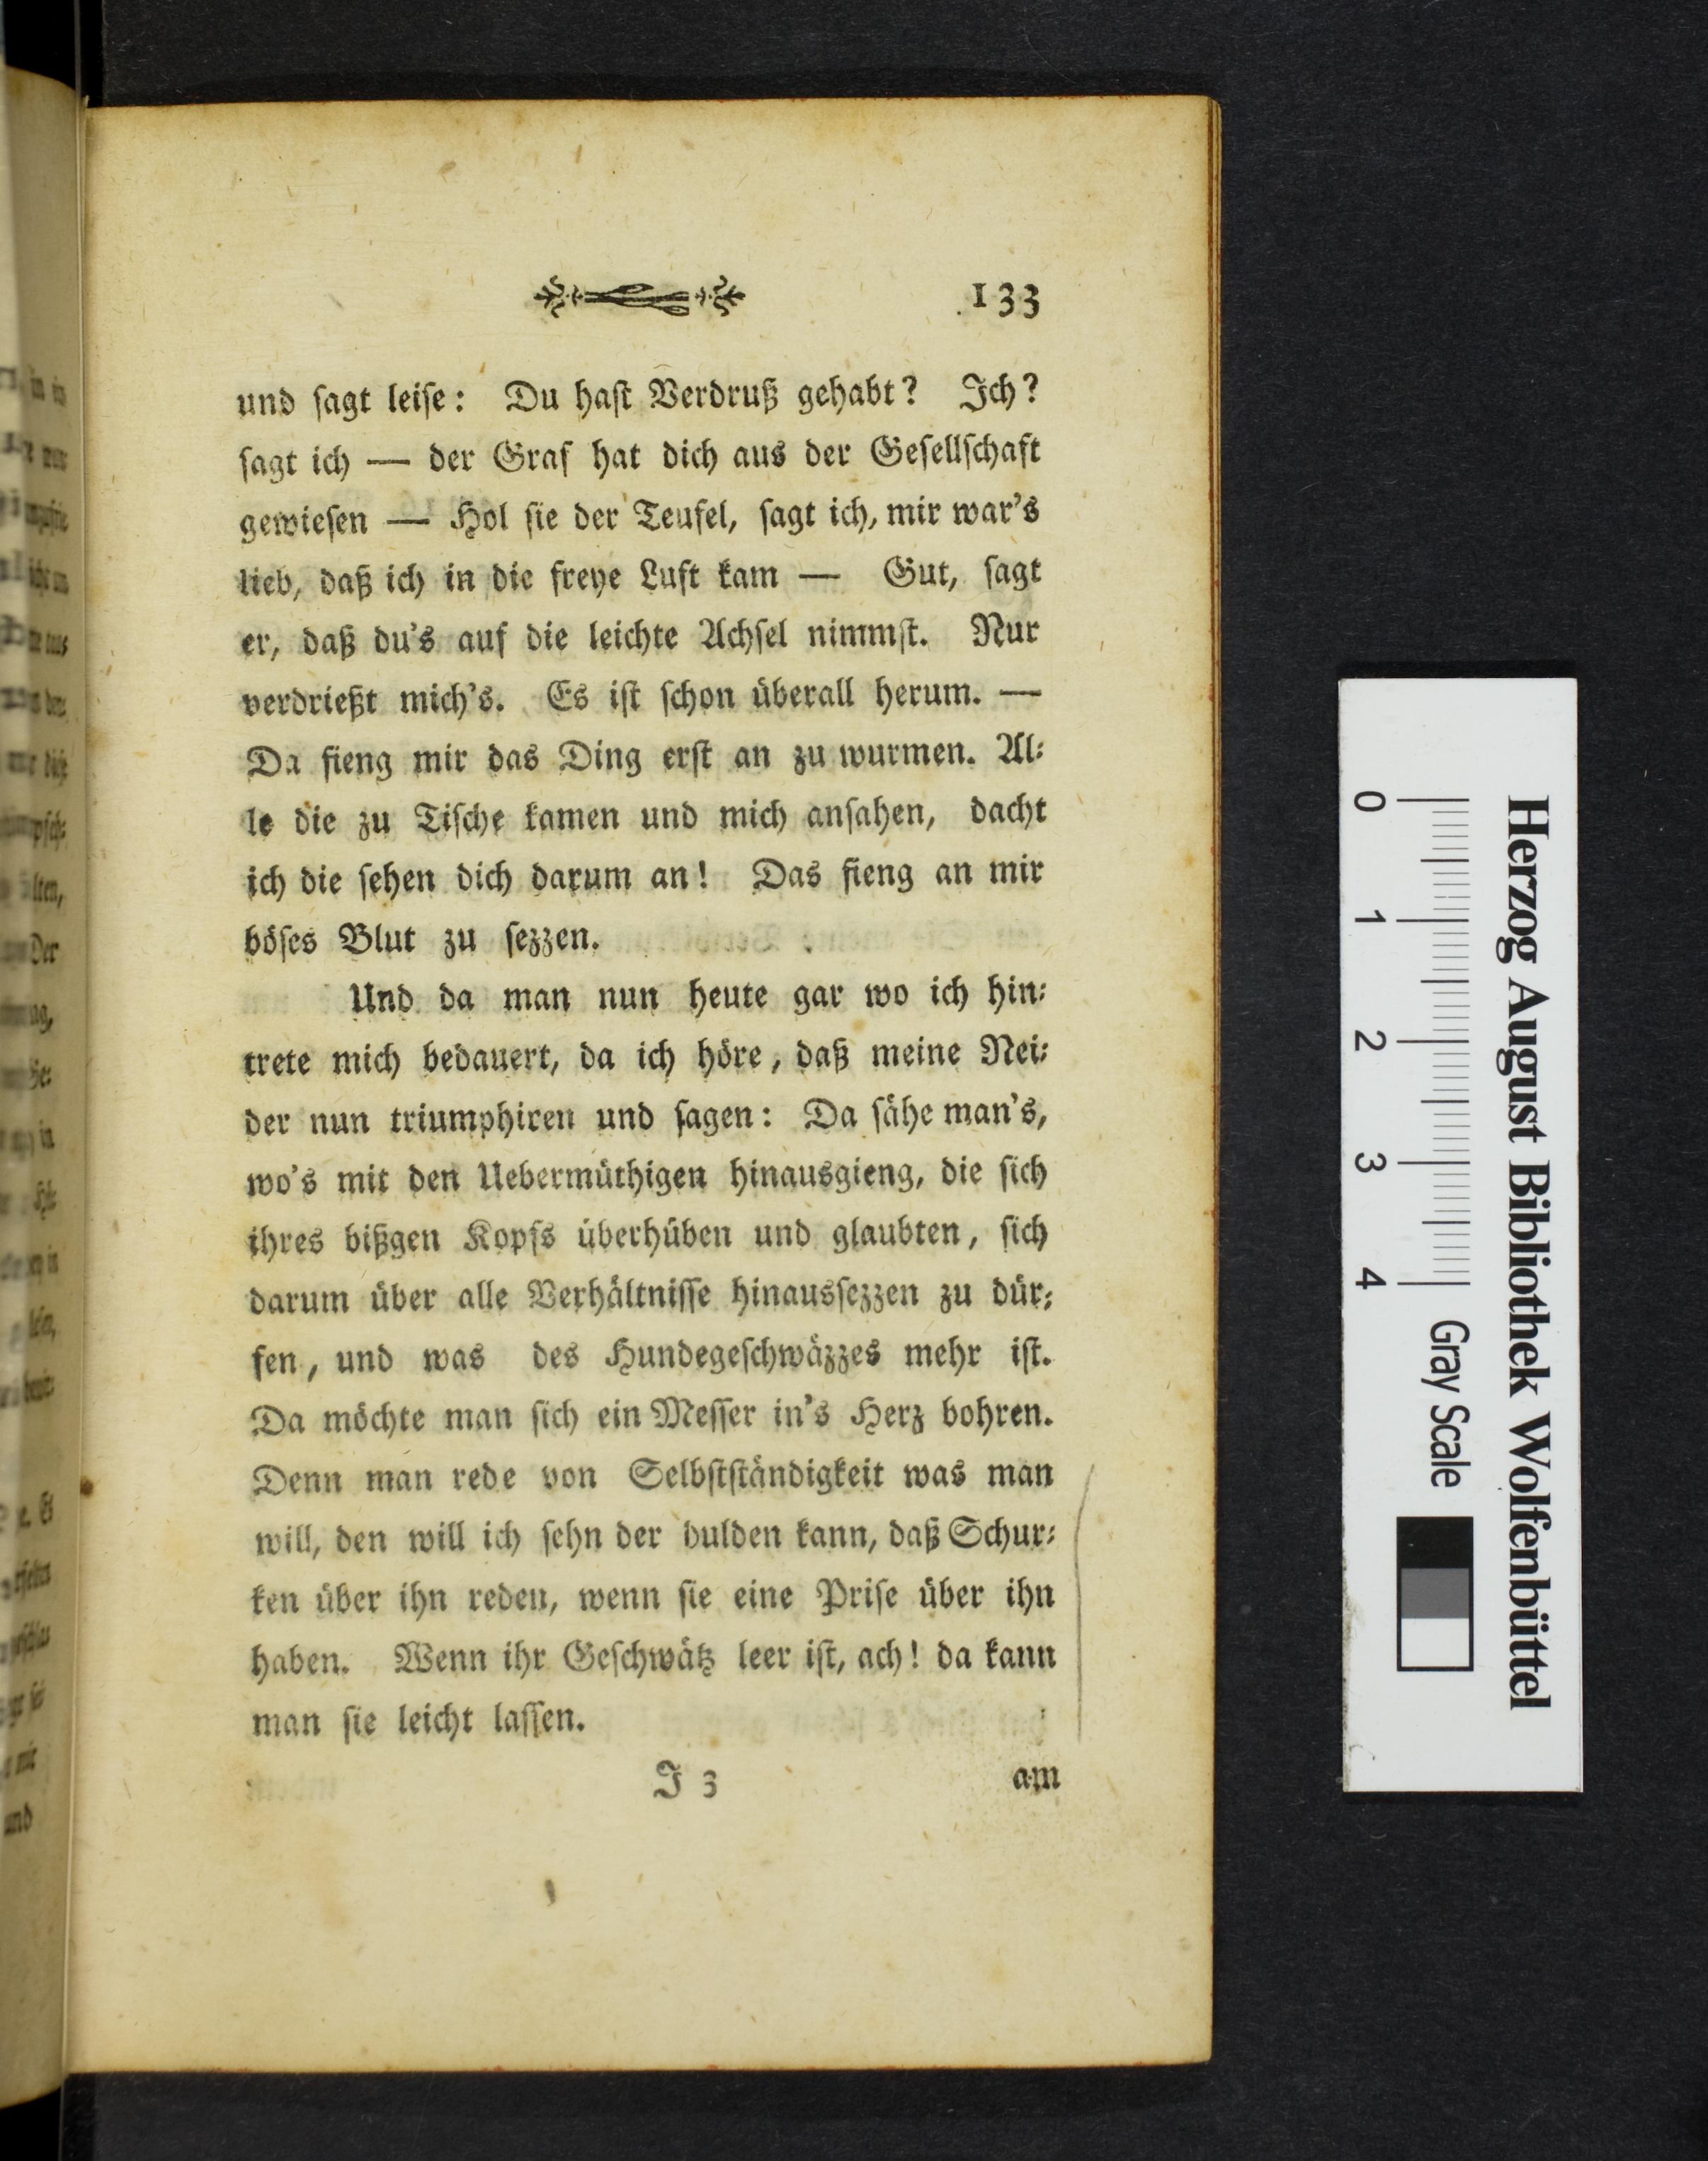 133
und ſagt leiſe: Du haſt Verdruß gehabt? Ich?
ſagt ich — der Graf hat dich aus der Geſellſchaft
gewieſen — Hol ſie der Teufel, ſagt ich, mir war's
lieb, daß ich in die freye Luft kam — Gut, ſagt
er, daß du's auf die leichte Achſel nimmſt. Nur
verdrießt mich's. Es iſt ſchon überall herum. —
Da fieng mir das Ding erſt an zu wurmen. Al⸗
le die zu Tiſche kamen und mich anſahen, dacht
ich die ſehen dich darum an! Das fieng an mir
böſes Blut zu ſezzen.
Und da man nun heute gar wo ich hin⸗
trete mich bedauert, da ich höre, daß meine Nei⸗
der nun triumphiren und ſagen: Da ſähe man's,
wo's mit den Uebermüthigen hinausgieng, die ſich
ihres bißgen Kopfs überhüben und glaubten, ſich
darum über alle Verhältniſſe hinausſezzen zu dür⸗
fen, und was des Hundegeſchwäzzes mehr iſt.
Da möchte man ſich ein Meſſer in's Herz bohren.
Denn man rede von Selbſtſtändigkeit was man
will, den will ich ſehn der dulden kann, daß Schur⸗
ken über ihn reden, wenn ſie eine Priſe über ihn
haben. Wenn ihr Geſchwätz leer iſt, ach! da kann
man ſie leicht laſſen.
J 3 am
Herzog August Bibliothek Wolfenbüttel
0 1 2 3 4 Gray Scale